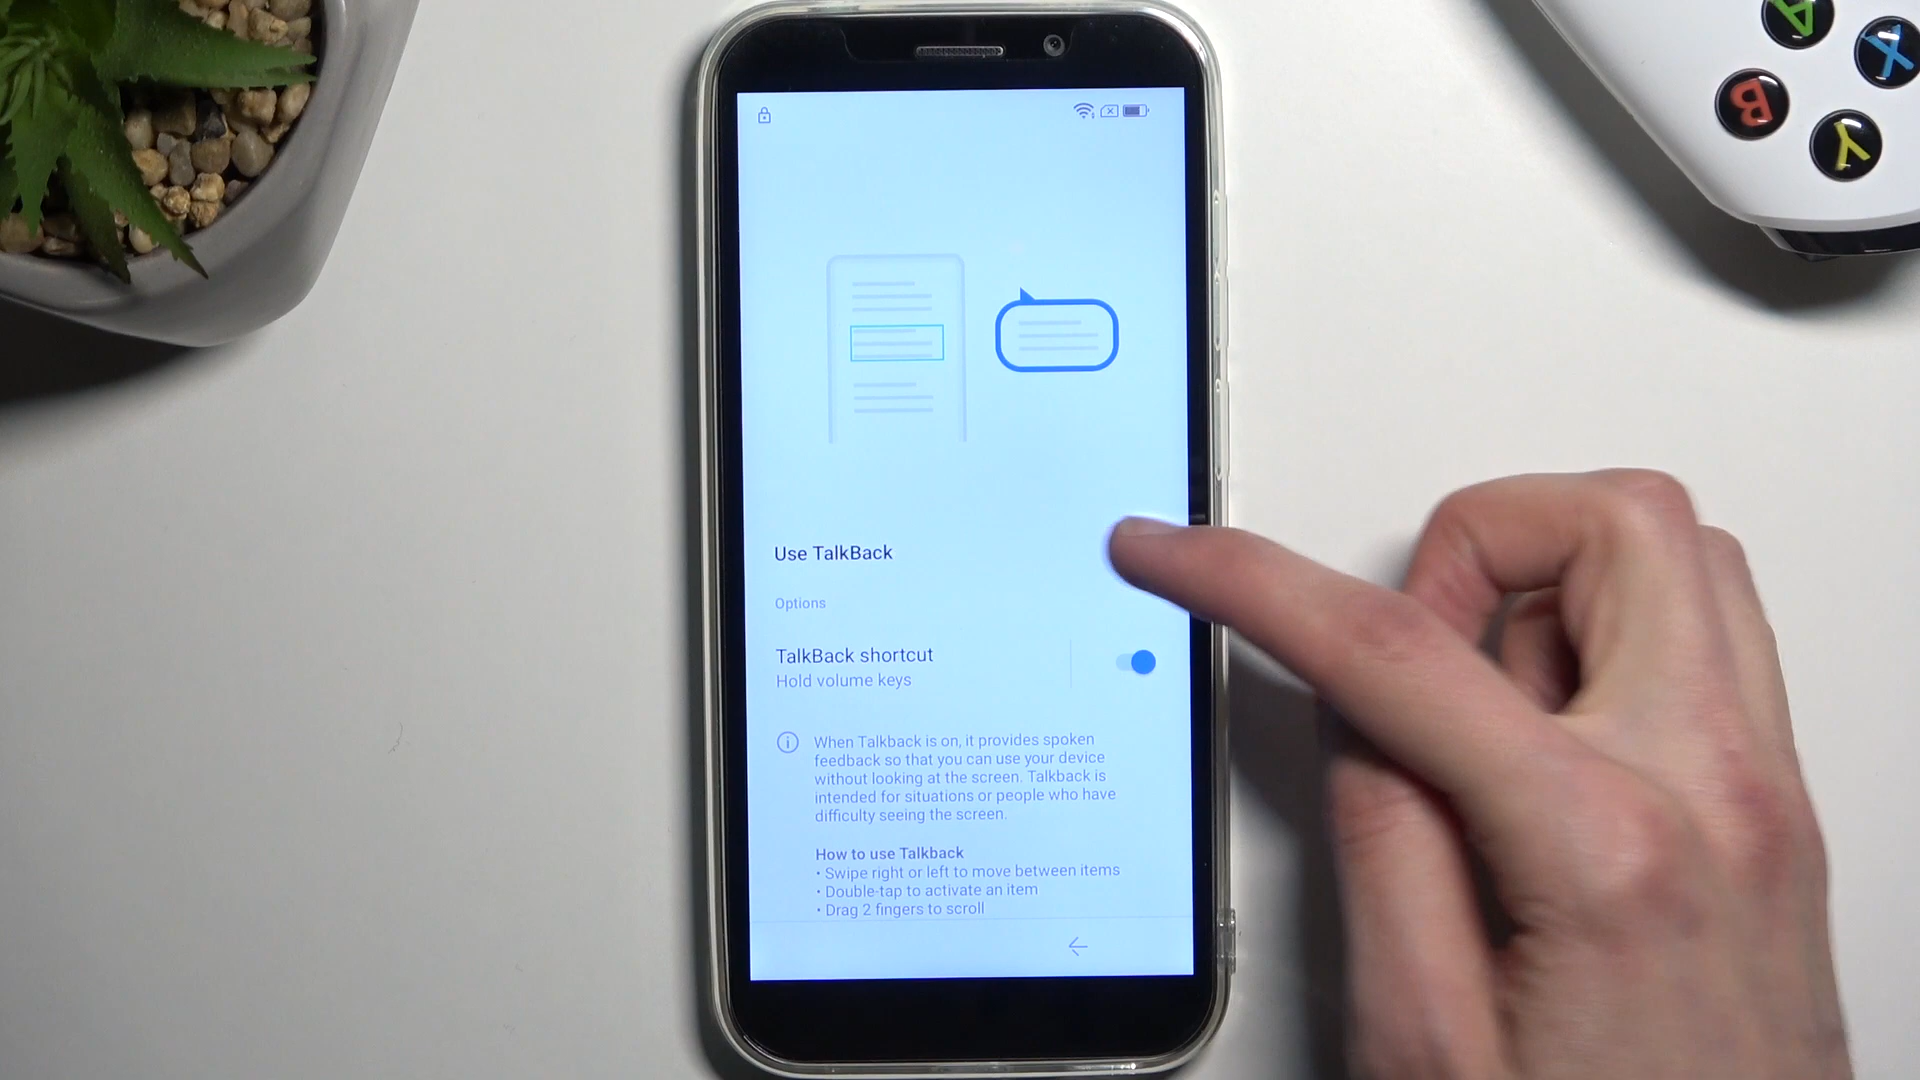 A
X
B
Y
Use TalkBack
Options
TalkBack shortcut
Hold volume keys
When Talkback is on, it provides spoken
feedback so that you can use your device
without looking at the screen. Talkback is
intended for situations or people who have
difficulty seeing the screen.
How to use Talkback
• Swipe right or left to move between items
• Double-tap to activate an item
• Drag 2 fingers to scroll